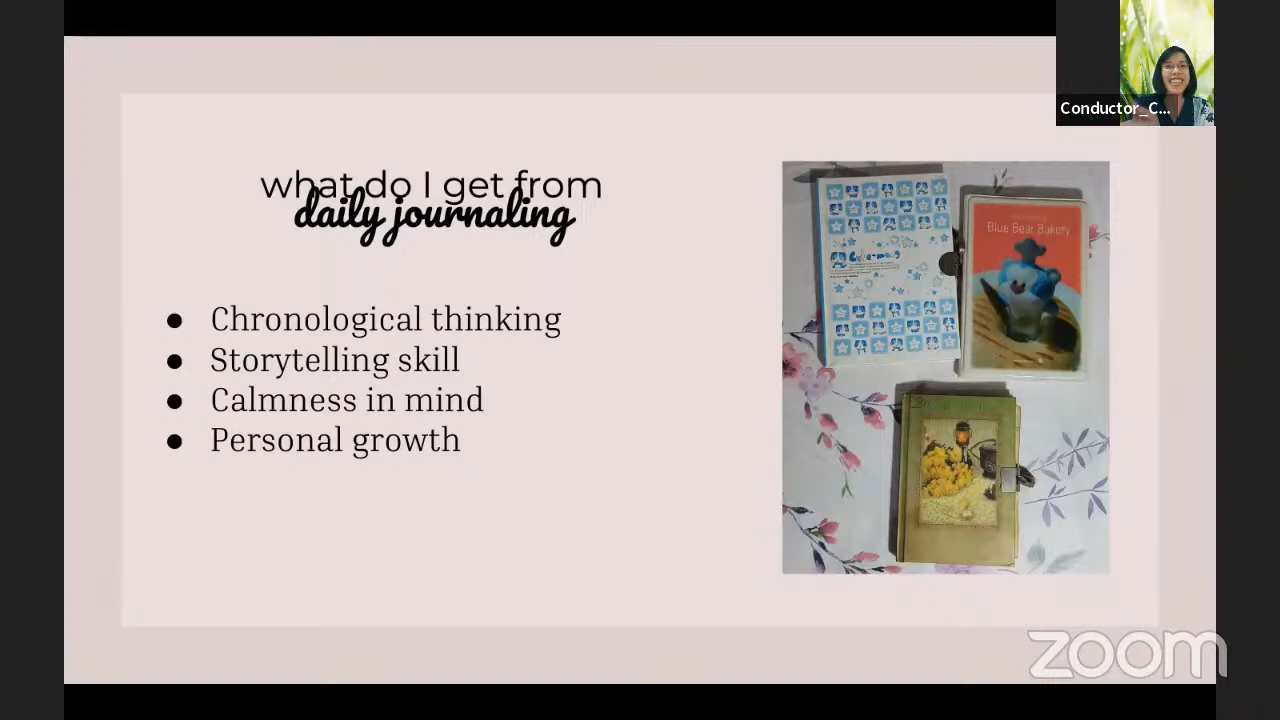 Conductor_C...
what do I get from
daily journaling
● Chronological thinking
● Storytelling skill
● Calmness in mind
● Personal growth
Blue Bear Bakery
zoom